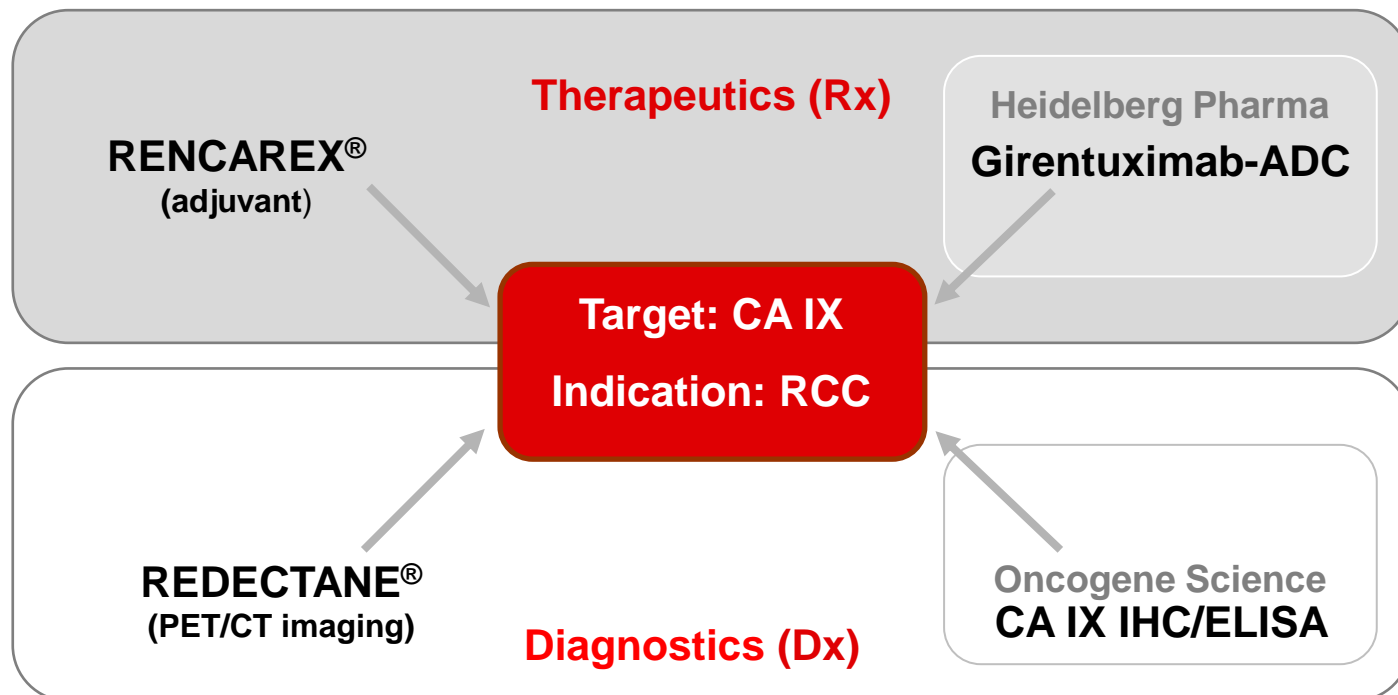 Therapeutics (Rx)
RENCAREX®
(adjuvant)
Heidelberg Pharma
Girentuximab-ADC
Target: CA IX
Indication: RCC
REDECTANE®
(PET/CT imaging)
Oncogene Science
CA IX IHC/ELISA
Diagnostics (Dx)